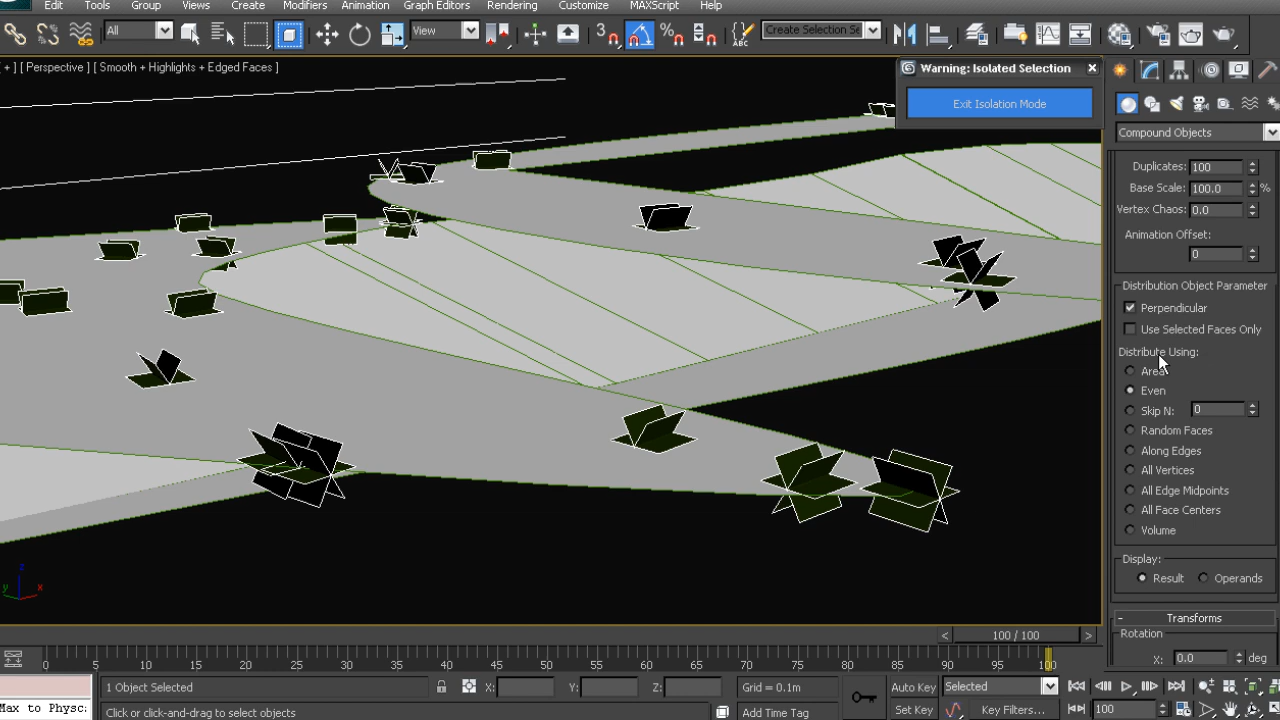 Edit Tools Group Views Create Modifiers Animation Graph Editors Rendering Customize MAXScript Help
All View 3 % ABC Create Selection Se
+ ] [ Perspective ] [ Smooth + Highlights + Edged Faces ]
Warning: Isolated Selection
Exit Isolation Mode
Compound Objects
Duplicates: 100
Base Scale: 100.0 %
Vertex Chaos: 0.0
Animation Offset:
0
Distribution Object Parameter
Perpendicular
Use Selected Faces Only
Distribute Using:
Area
Even
Skip N: 0
Random Faces
Along Edges
All Vertices
All Edge Midpoints
All Face Centers
Volume
Display:
Result Operands
- Transforms
Rotation
X: 0.0 deg
z
y x
< 100 / 100 >
0 5 10 15 20 25 30 35 40 45 50 55 60 65 70 75 80 85 90 95 100
1 Object Selected X: Y: Z: Grid = 0.1m Auto Key Selected
Max to Physc: Click or click-and-drag to select objects Add Time Tag Set Key Key Filters... 100